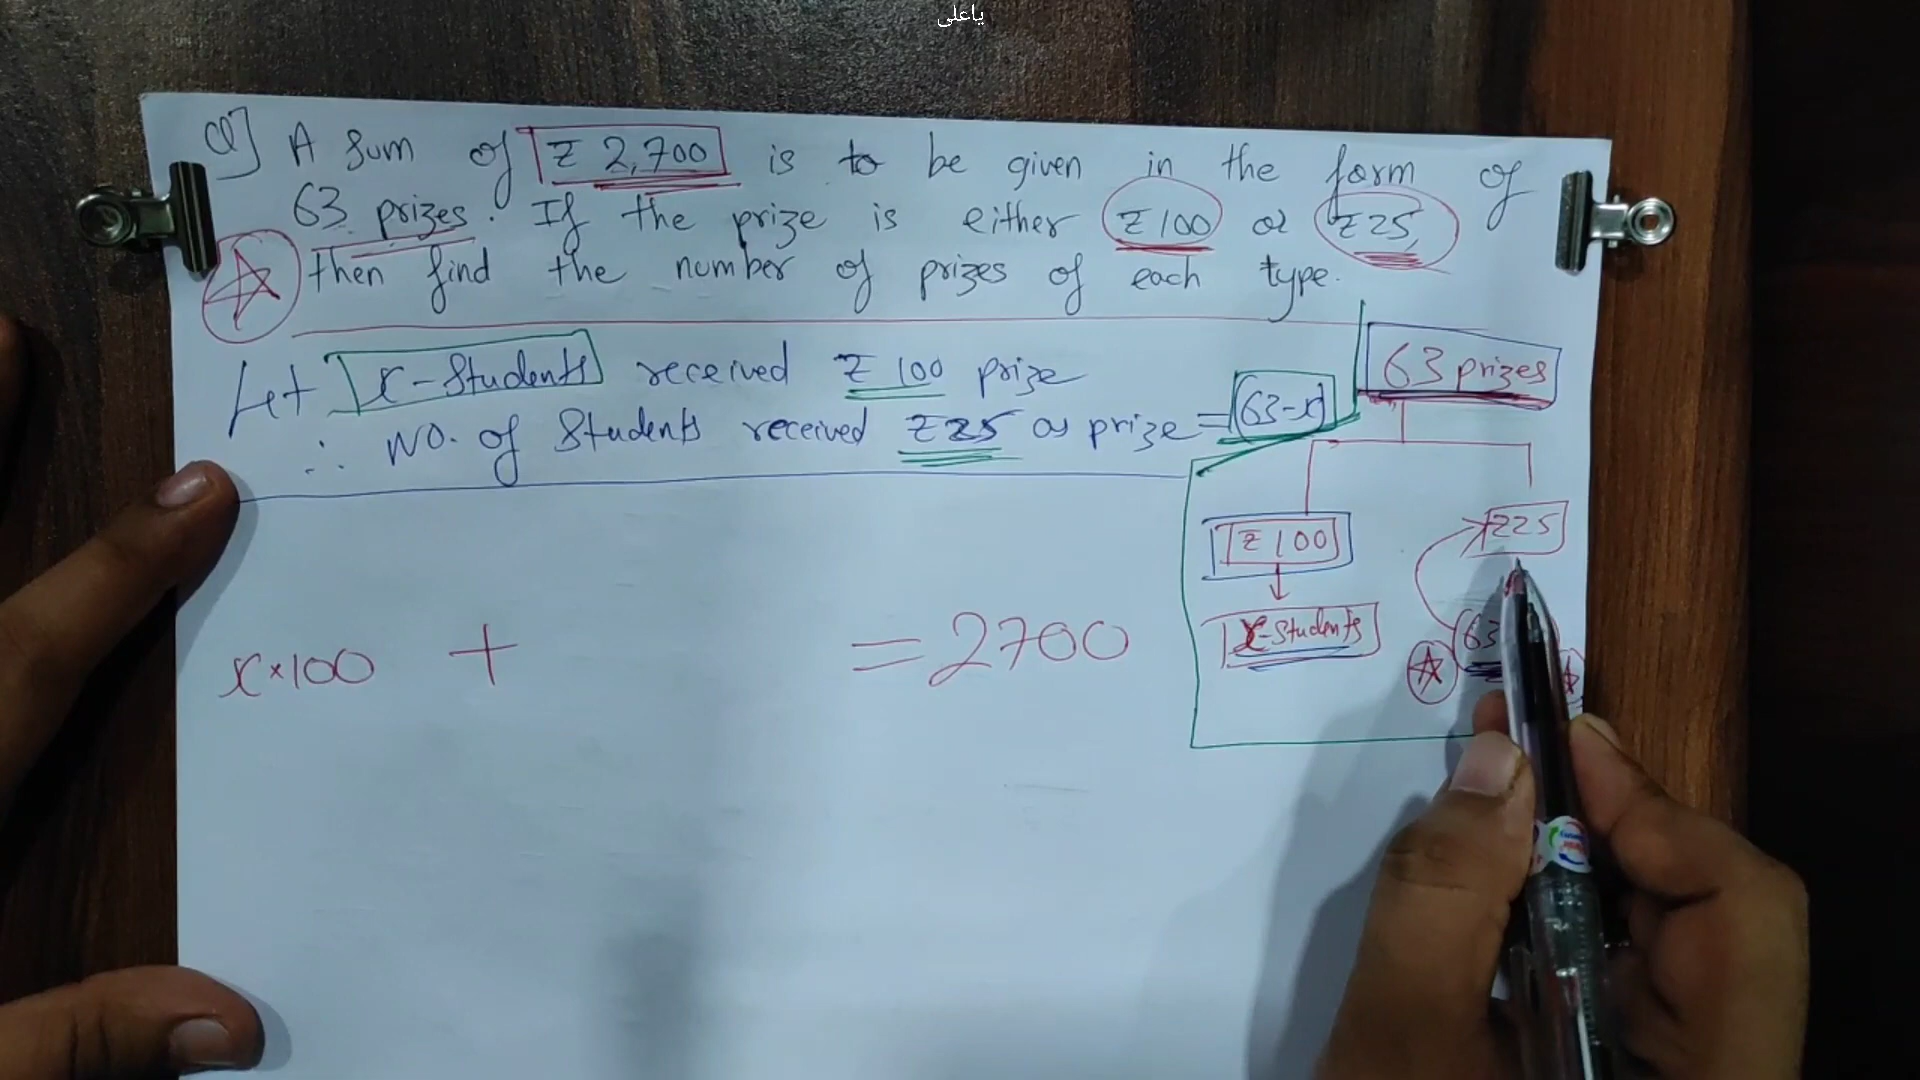 ياعلى
Q] A Sum of ₹ 2,700 is to be given in the form of
63 prizes. If the prize is either ₹100 or ₹25,
then find the number of prizes of each type.
Let x-Students received ₹ 100 prize
∴ No. of Students received ₹25 as prize = (63-x)
63 prizes
₹ 100
₹25
x-Students
63
x×100 + = 2700